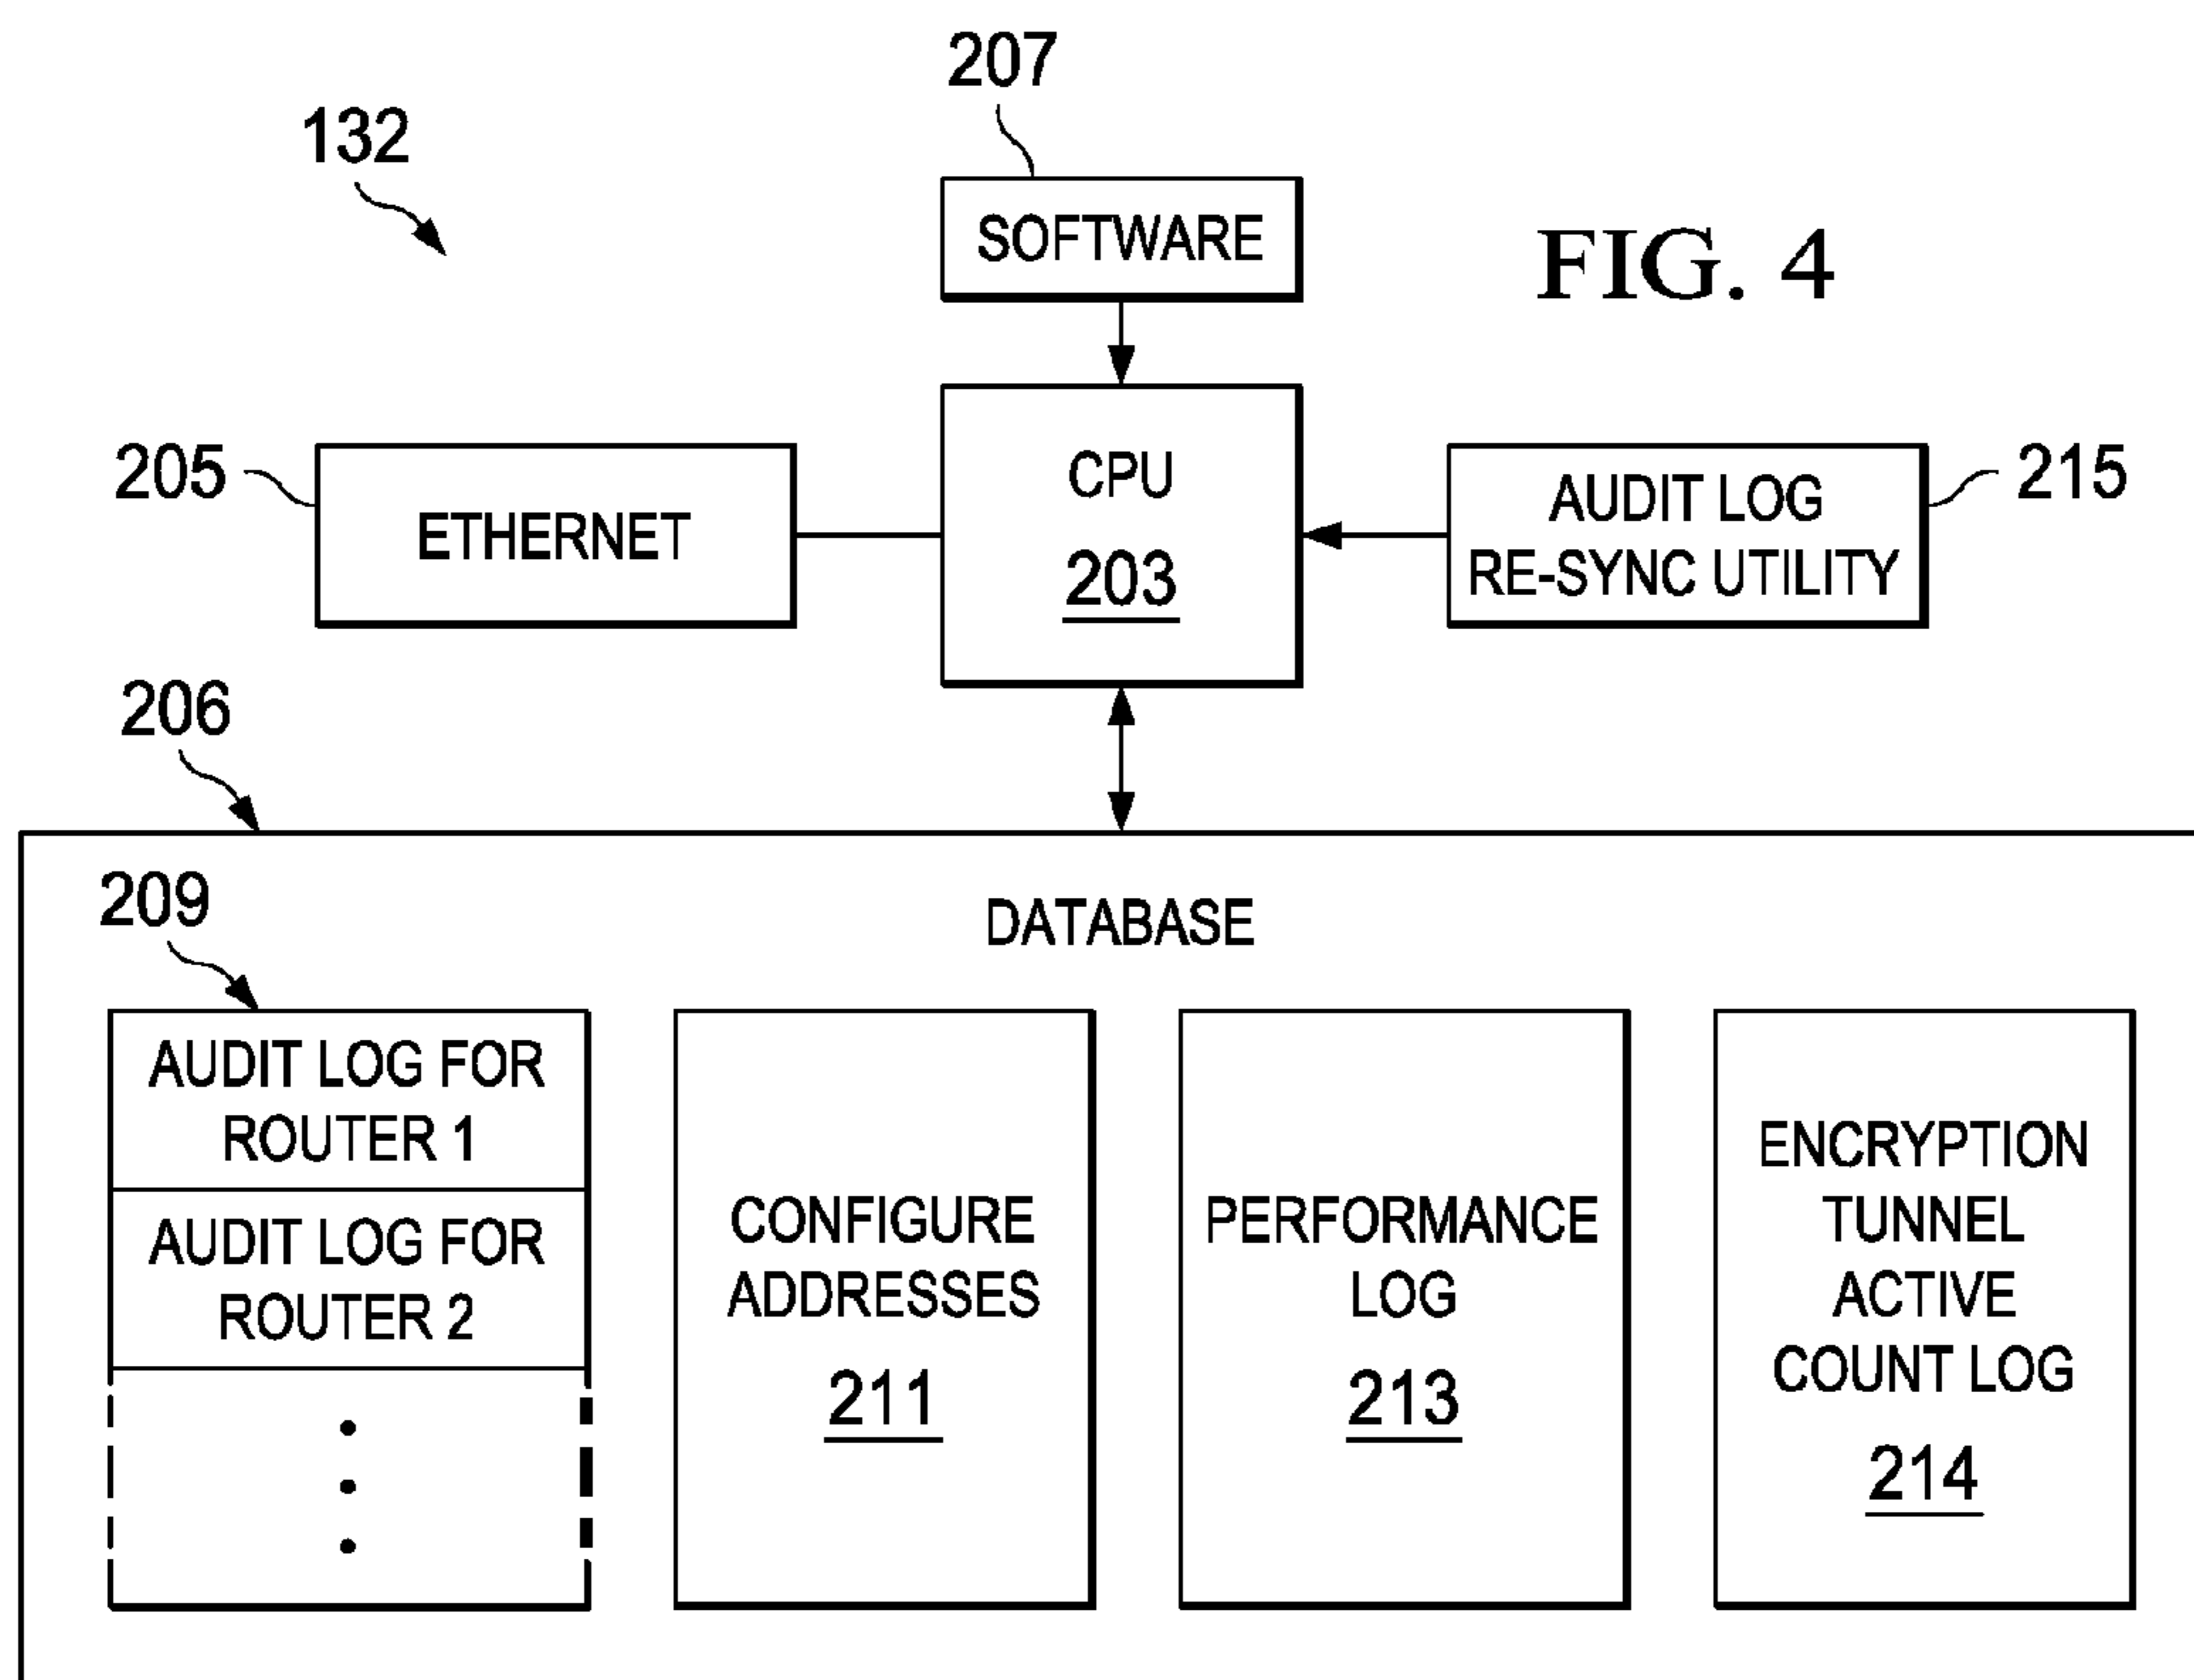 207
132
SOFTWARE
FIG. 4
205
ETHERNET
CPU
203
AUDIT LOG
RE-SYNC UTILITY
215
206
DATABASE
209
AUDIT LOG FOR
ROUTER 1
AUDIT LOG FOR
ROUTER 2
CONFIGURE
ADDRESSES
211
PERFORMANCE
LOG
213
ENCRYPTION
TUNNEL
ACTIVE
COUNT LOG
214